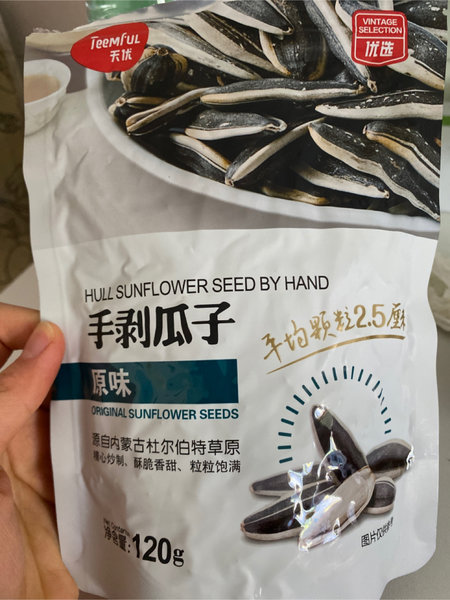 Teemful
天优
VINTAGE
SELECTION
优选
HULL SUNFLOWER SEED BY HAND
手剥瓜子
平均颗粒2.5厘米
原味
ORIGINAL SUNFLOWER SEEDS
源自内蒙古杜尔伯特草原
精心炒制、酥脆香甜、粒粒饱满
Net Content
净含量:120g
图片仅供参考